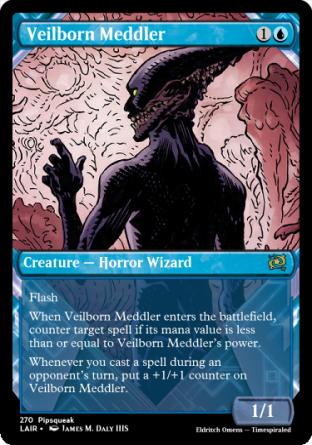 Veilborn Meddler 1
Creature — Horror Wizard
Flash
When Veilborn Meddler enters the battlefield,
counter target spell if its mana value is less
than or equal to Veilborn Meddler's power.
Whenever you cast a spell during an
opponent's turn, put a +1/+1 counter on
Veilborn Meddler.
1/1
270 Pipsqueak
LAIR • James M. Daly IIIS
Eldritch Omens — Timespiraled